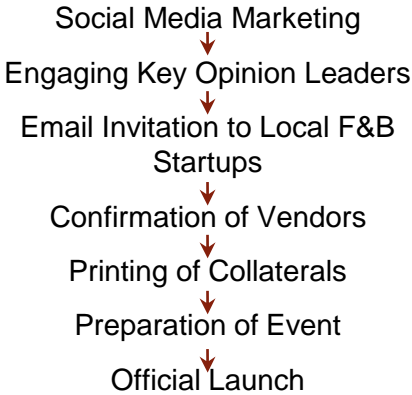 Social Media Marketing
Engaging Key Opinion Leaders
Email Invitation to Local F&B
Startups
Confirmation of Vendors
Printing of Collaterals
Preparation of Event
Official Launch